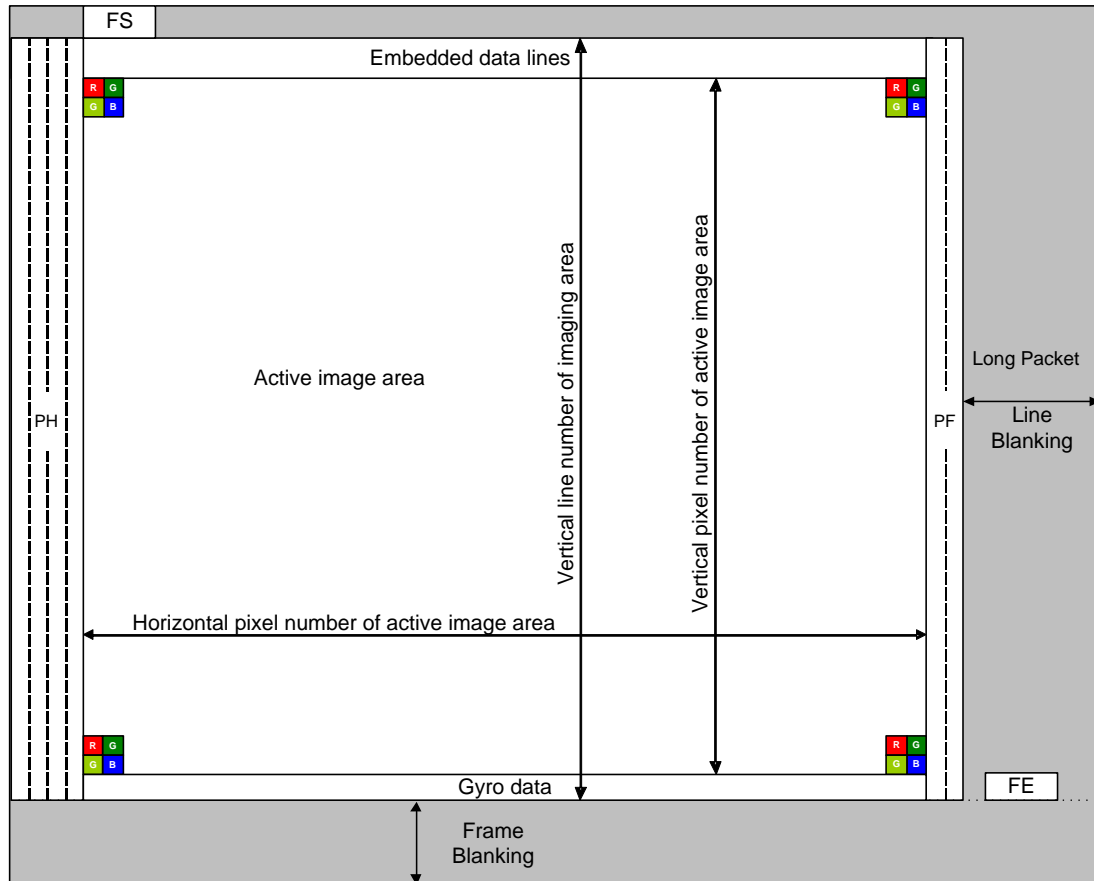 FS
Embedded data lines
R G
G B
R G
G B
Vertical line number of imaging area
Vertical pixel number of active image area
Active image area
Long Packet
PH
PF
Line
Blanking
Horizontal pixel number of active image area
R G
G B
R G
G B
Gyro data
FE
Frame
Blanking